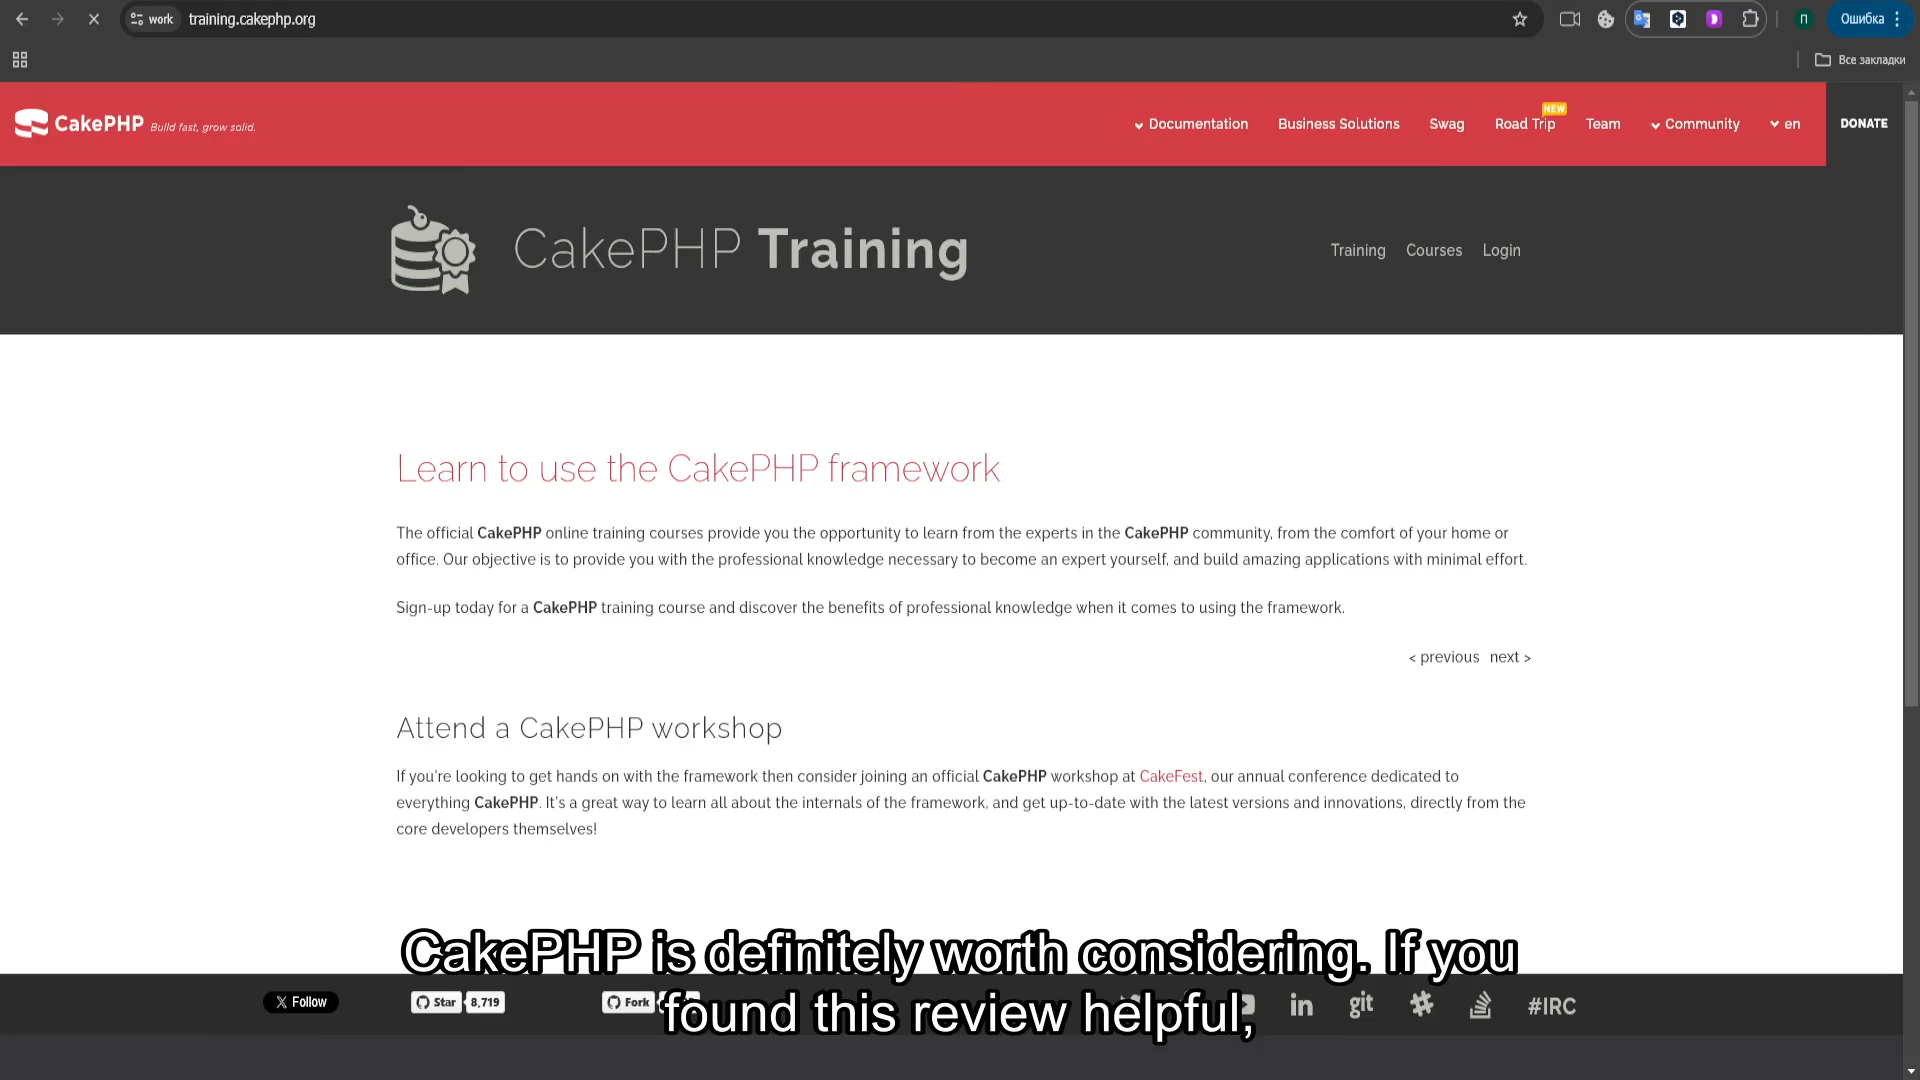 work training.cakephp.org П Ошибка
Все закладки
CakePHP Build fast, grow solid. Documentation Business Solutions Swag Road Trip NEW Team Community en DONATE
CakePHP Training Training Courses Login
Learn to use the CakePHP framework
The official CakePHP online training courses provide you the opportunity to learn from the experts in the CakePHP community, from the comfort of your home or
office. Our objective is to provide you with the professional knowledge necessary to become an expert yourself, and build amazing applications with minimal effort.
Sign-up today for a CakePHP training course and discover the benefits of professional knowledge when it comes to using the framework.
< previous next >
Attend a CakePHP workshop
If you're looking to get hands on with the framework then consider joining an official CakePHP workshop at CakeFest, our annual conference dedicated to
everything CakePHP. It's a great way to learn all about the internals of the framework, and get up-to-date with the latest versions and innovations, directly from the
core developers themselves!
CakePHP is definitely worth considering. If you
found this review helpful,
Follow Star 8,719 Fork in git #IRC